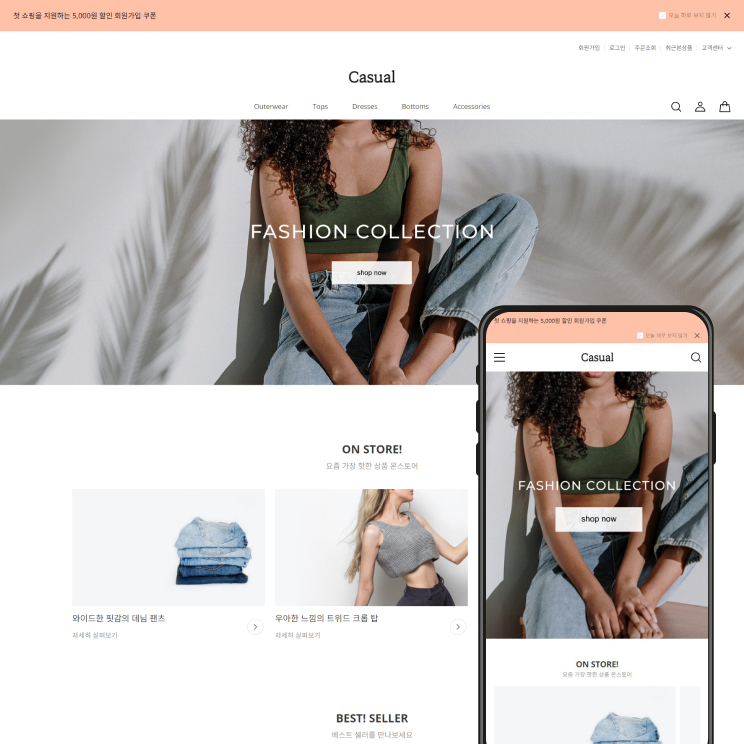 첫 쇼핑을 지원하는 5,000원 할인 회원가입 쿠폰
오늘 하루 보지 않기
회원가입 로그인 주문조회 최근본상품 고객센터
Casual
Outerwear Tops Dresses Bottoms Accessories
FASHION COLLECTION
shop now
ON STORE!
요즘 가장 핫한 상품 온스토어
와이드한 핏감의 데님 팬츠
자세히 살펴보기
우아한 느낌의 트위드 크롭 탑
자세히 살펴보기
BEST! SELLER
베스트 셀러를 만나보세요
첫 쇼핑을 지원하는 5,000원 할인 회원가입 쿠폰
오늘 하루 보지 않기
Casual
FASHION COLLECTION
shop now
ON STORE!
요즘 가장 핫한 상품 온스토어